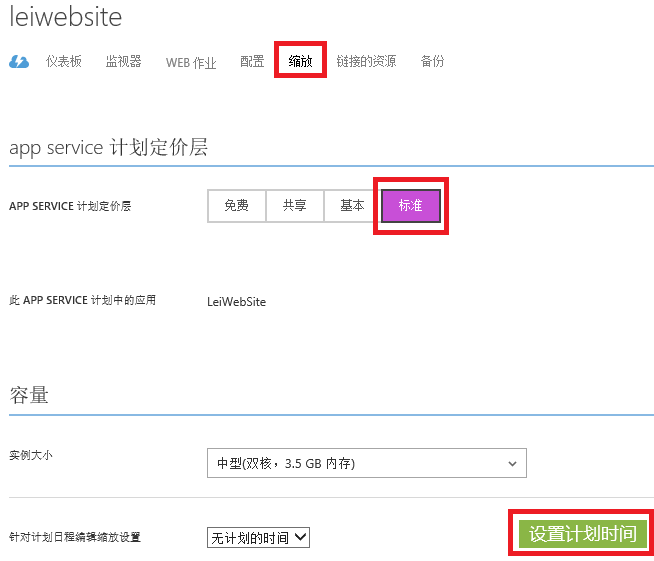 leiwebsite
仪表板 监视器 WEB 作业 配置 缩放 链接的资源 备份
app service 计划定价层
APP SERVICE 计划定价层 免费 共享 基本 标准
此 APP SERVICE 计划中的应用 LeiWebSite
容量
实例大小 中型(双核，3.5 GB 内存)
针对计划日程编辑缩放设置 无计划的时间 设置计划时间